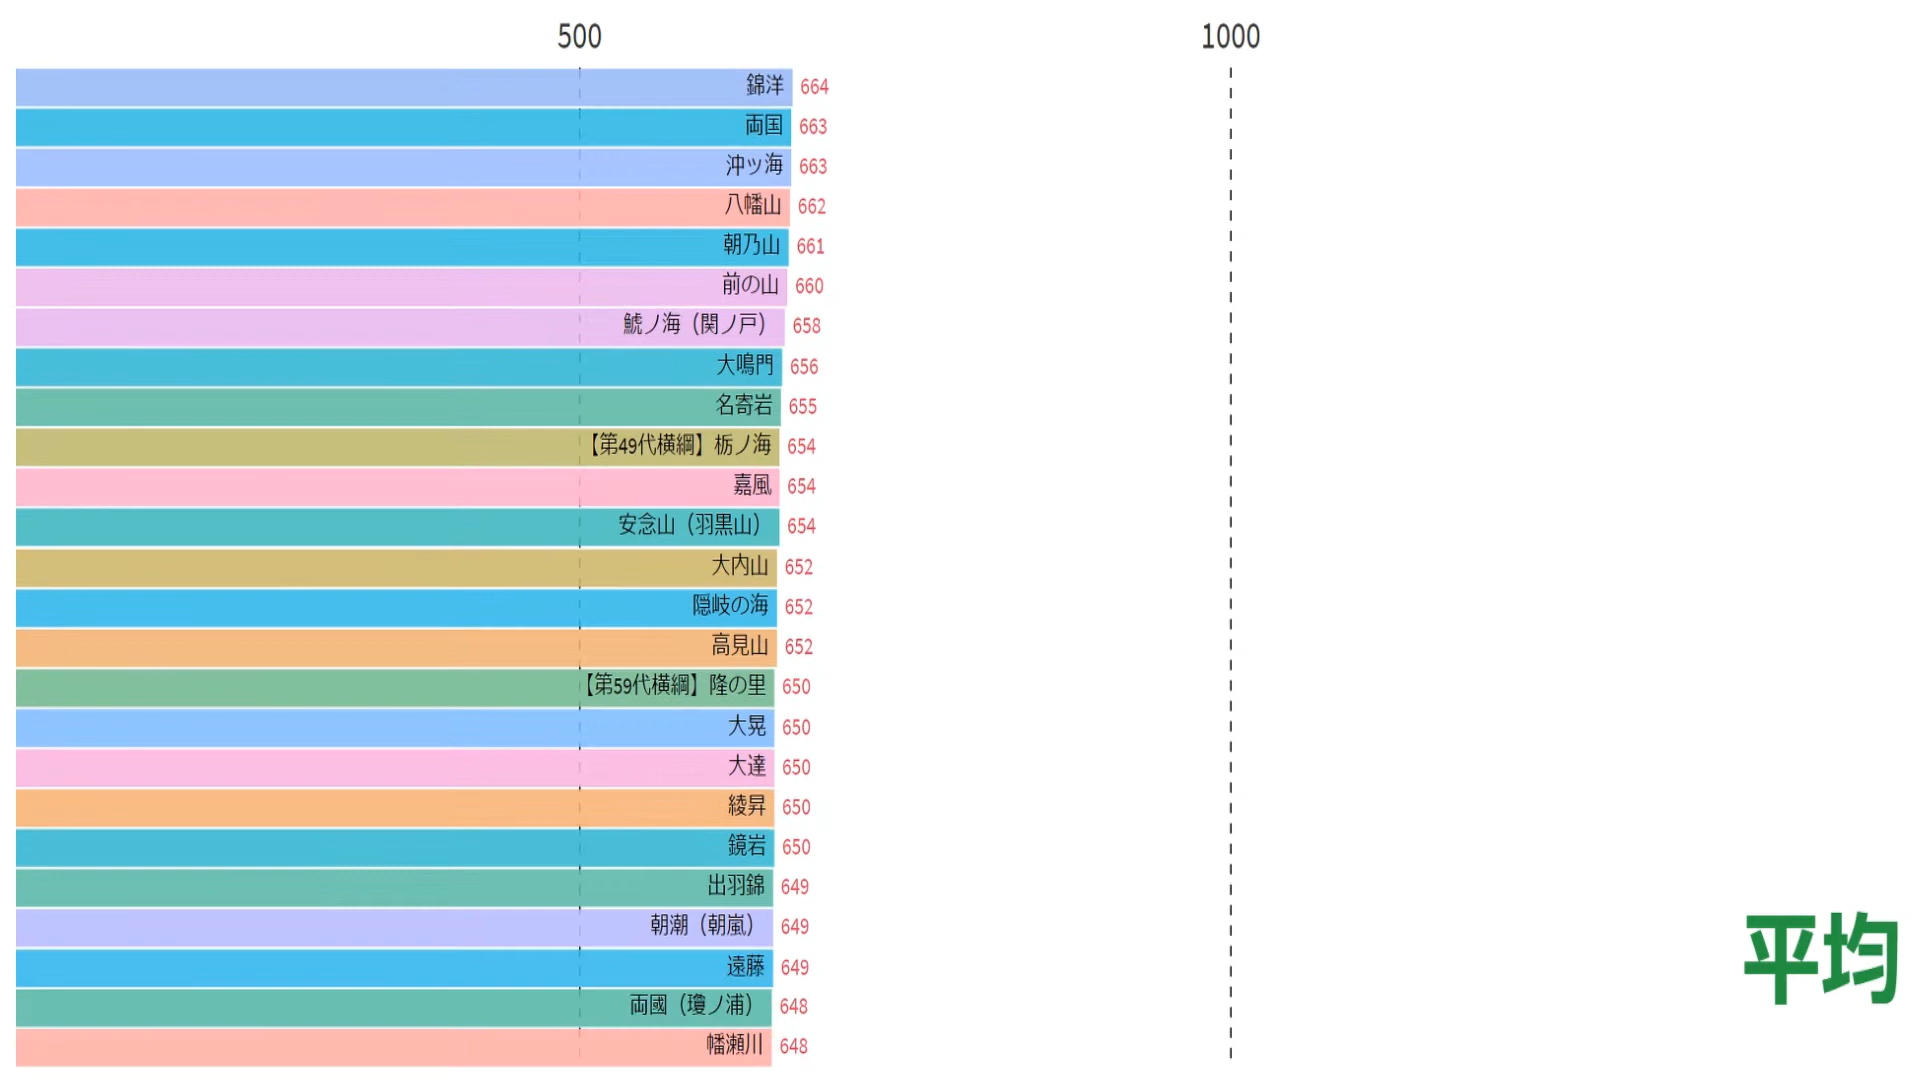 500 1000
錦洋 664
両国 663
沖ッ海 663
八幡山 662
朝乃山 661
前の山 660
鯱ノ海（関ノ戸） 658
大鳴門 656
名寄岩 655
【第49代横綱】栃ノ海 654
嘉風 654
安念山（羽黒山） 654
大内山 652
隠岐の海 652
高見山 652
【第59代横綱】隆の里 650
大晃 650
大達 650
綾昇 650
鏡岩 650
出羽錦 649
朝潮（朝嵐） 649
遠藤 649
両國（瓊ノ浦） 648
幡瀬川 648
平均